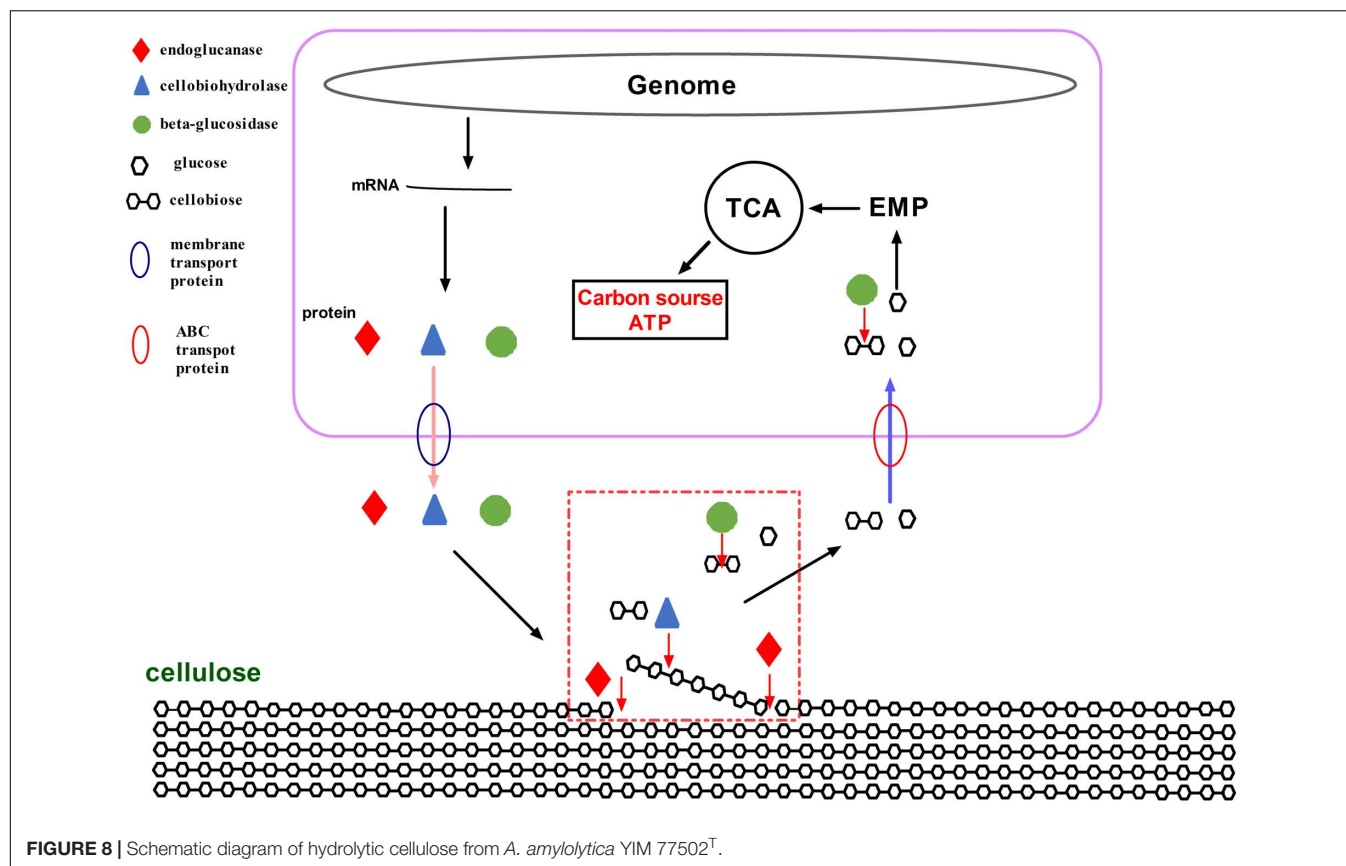 endoglucanase
cellobiohydrolase
beta-glucosidase
glucose
cellobiose
membrane
transport
protein
ABC
transpot
protein
Genome
mRNA
TCA
EMP
Carbon sourse
ATP
protein
cellulose
FIGURE 8 | Schematic diagram of hydrolytic cellulose from A. amylolytica YIM 77502T.